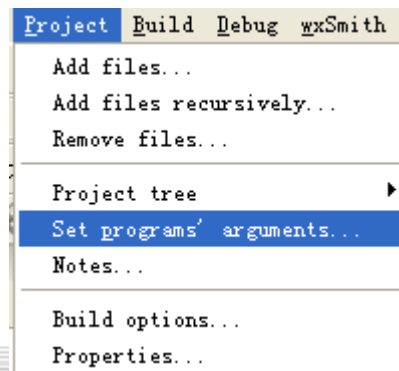 Project Build Debug wxSmith
Add files...
Add files recursively...
Remove files...
Project tree
Set programs' arguments...
Notes...
Build options...
Properties...